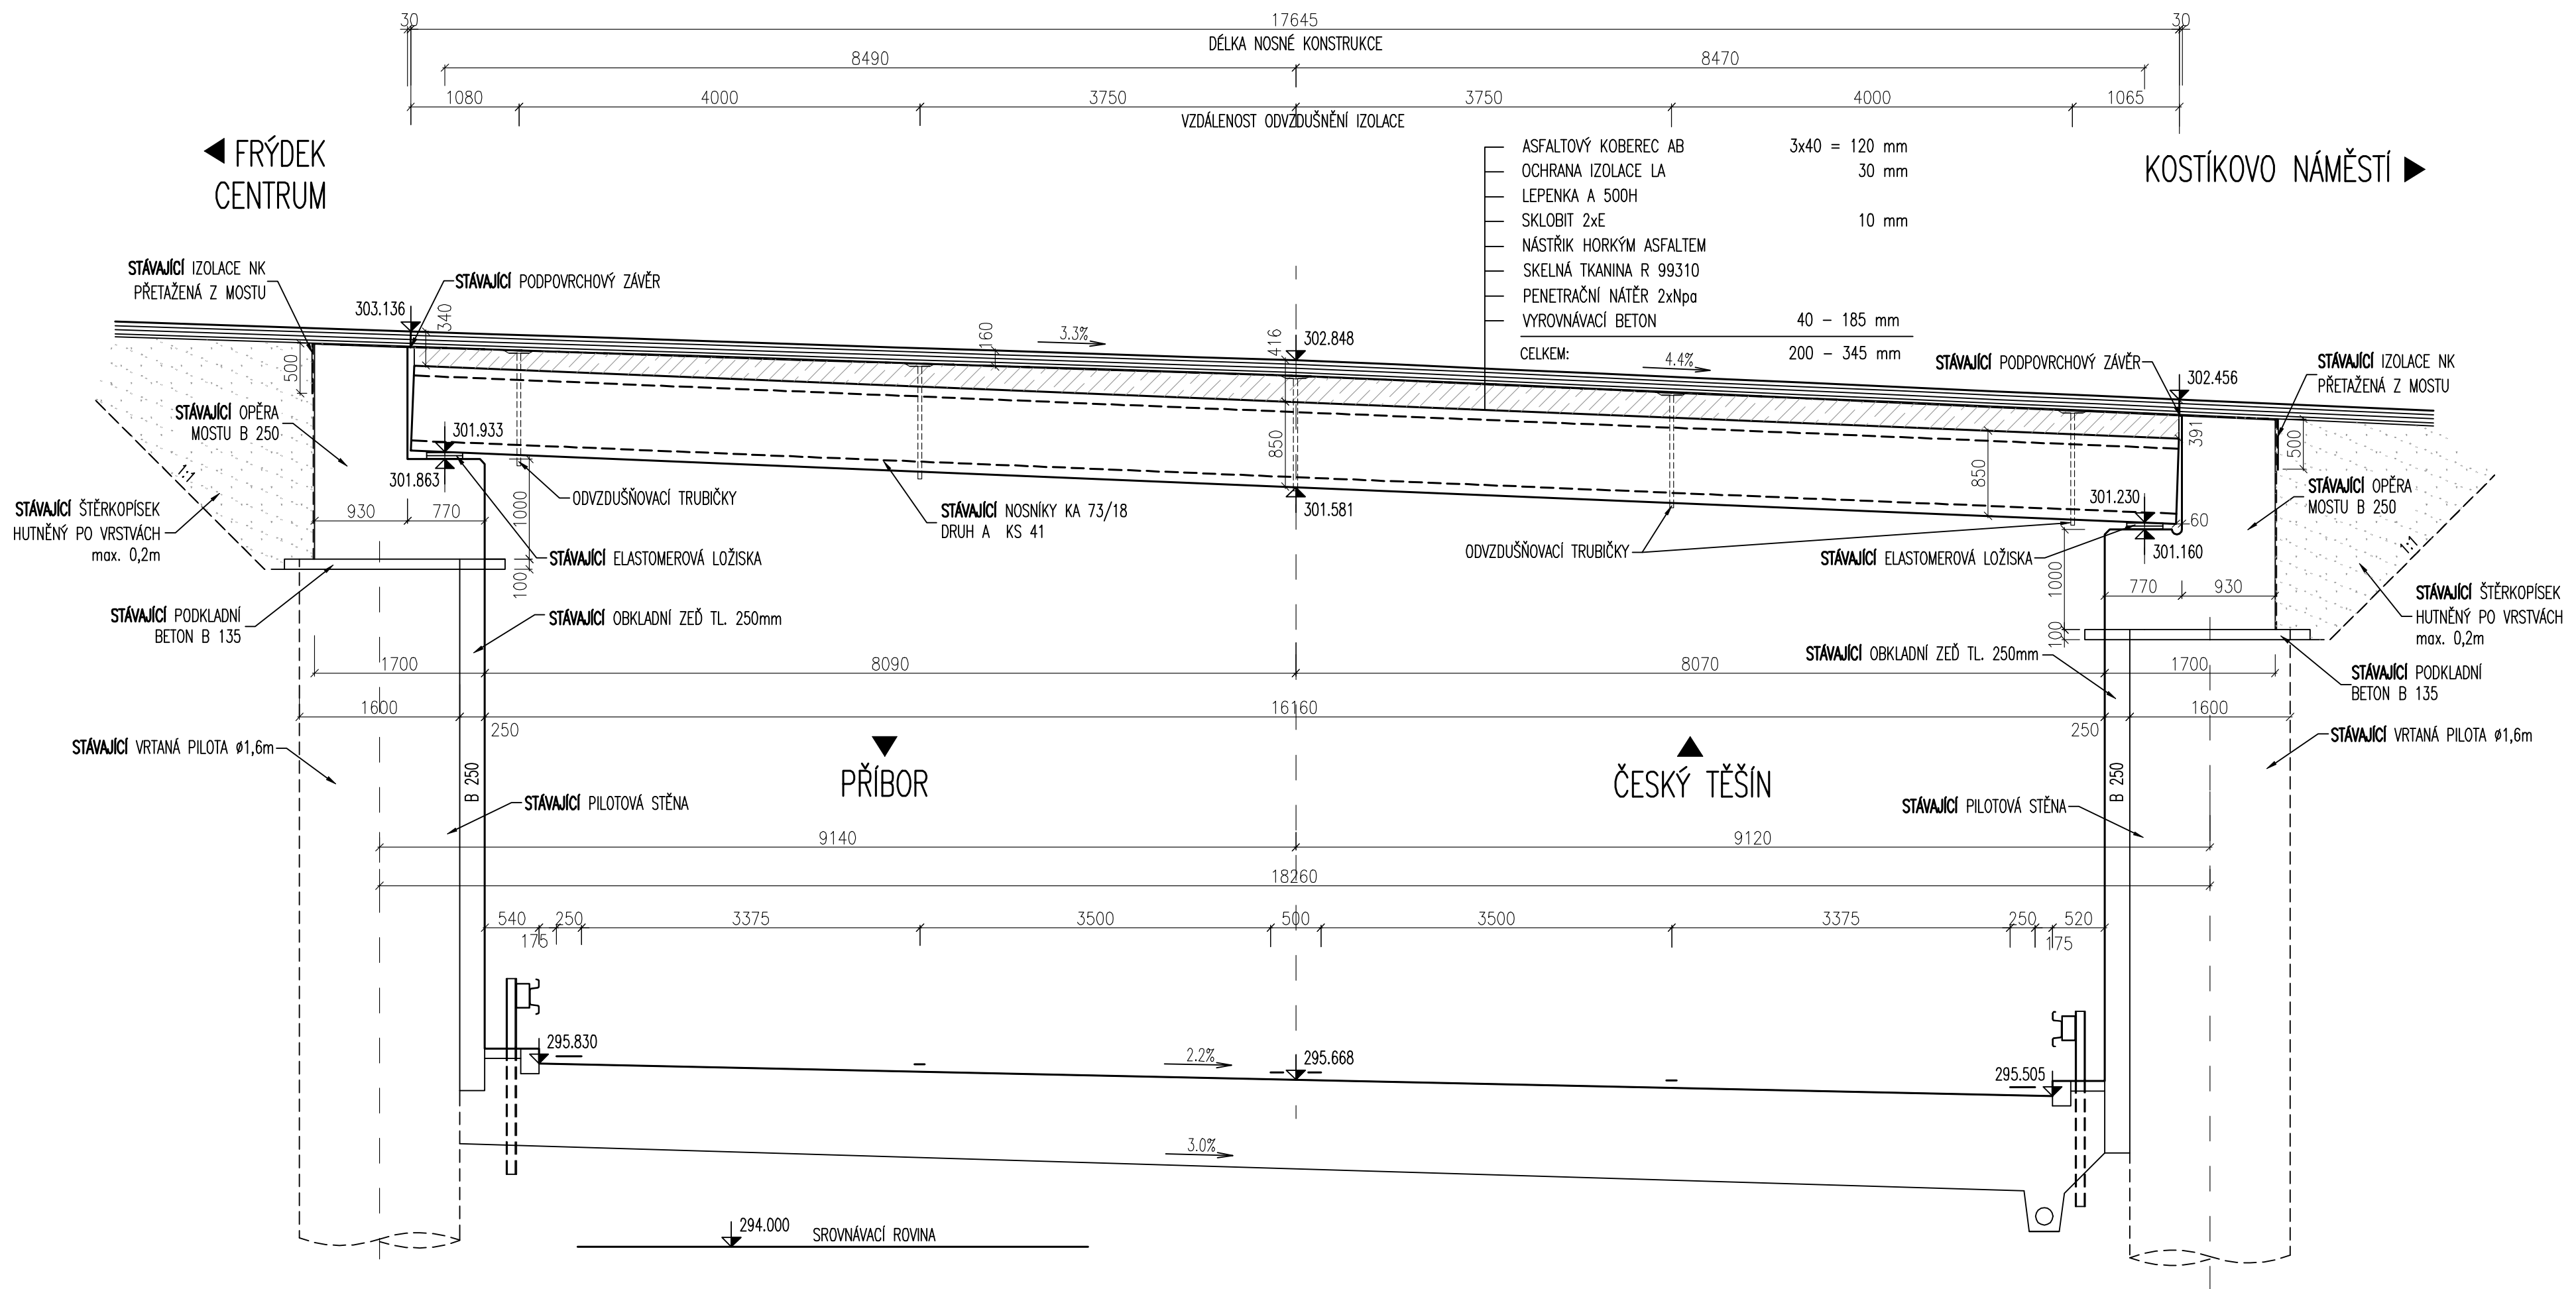 30 17645 30
DÉLKA NOSNÉ KONSTRUKCE
8490 8470
1080 4000 3750 3750 4000 1065
VZDÁLENOST ODVZDUŠNĚNÍ IZOLACE
FRÝDEK
CENTRUM
KOSTÍKOVO NÁMĚSTÍ
ASFALTOVÝ KOBEREC AB 3x40 = 120 mm
OCHRANA IZOLACE LA 30 mm
LEPENKA A 500H
SKLOBIT 2xE 10 mm
NÁSTŘIK HORKÝM ASFALTEM
SKELNÁ TKANINA R 99310
PENETRAČNÍ NÁTĚR 2xNpa
VYROVNÁVACÍ BETON 40 – 185 mm
CELKEM: 200 – 345 mm
STÁVAJÍCÍ IZOLACE NK
PŘETAŽENÁ Z MOSTU
STÁVAJÍCÍ PODPOVRCHOVÝ ZÁVĚR
303.136
340
160
3.3%
416
302.848
4.4%
STÁVAJÍCÍ PODPOVRCHOVÝ ZÁVĚR
302.456
STÁVAJÍCÍ IZOLACE NK
PŘETAŽENÁ Z MOSTU
500
STÁVAJÍCÍ OPĚRA
MOSTU B 250
301.933
301.863
850
850
391
500
1:1
STÁVAJÍCÍ ŠTĚRKOPÍSEK
HUTNĚNÝ PO VRSTVÁCH
max. 0,2m
930 770
1000
ODVZDUŠŇOVACÍ TRUBIČKY
STÁVAJÍCÍ NOSNÍKY KA 73/18
DRUH A KS 41
301.581
301.230
60
301.160
STÁVAJÍCÍ OPĚRA
MOSTU B 250
ODVZDUŠŇOVACÍ TRUBIČKY
STÁVAJÍCÍ ELASTOMEROVÁ LOŽISKA
STÁVAJÍCÍ ELASTOMEROVÁ LOŽISKA
100
1000
770 930
1:1
STÁVAJÍCÍ ŠTĚRKOPÍSEK
HUTNĚNÝ PO VRSTVÁCH
max. 0,2m
STÁVAJÍCÍ PODKLADNÍ
BETON B 135
STÁVAJÍCÍ OBKLADNÍ ZEĎ TL. 250mm
100
STÁVAJÍCÍ OBKLADNÍ ZEĎ TL. 250mm
STÁVAJÍCÍ PODKLADNÍ
BETON B 135
1700 8090 8070 1700
1600 250 16160 250 1600
STÁVAJÍCÍ VRTANÁ PILOTA ø1,6m
STÁVAJÍCÍ VRTANÁ PILOTA ø1,6m
B 250
PŘÍBOR
ČESKÝ TĚŠÍN
B 250
STÁVAJÍCÍ PILOTOVÁ STĚNA
STÁVAJÍCÍ PILOTOVÁ STĚNA
9140 9120
18260
540 175 250 3375 3500 500 3500 3375 250 175 520
295.830
2.2%
295.668
295.505
3.0%
294.000
SROVNÁVACÍ ROVINA